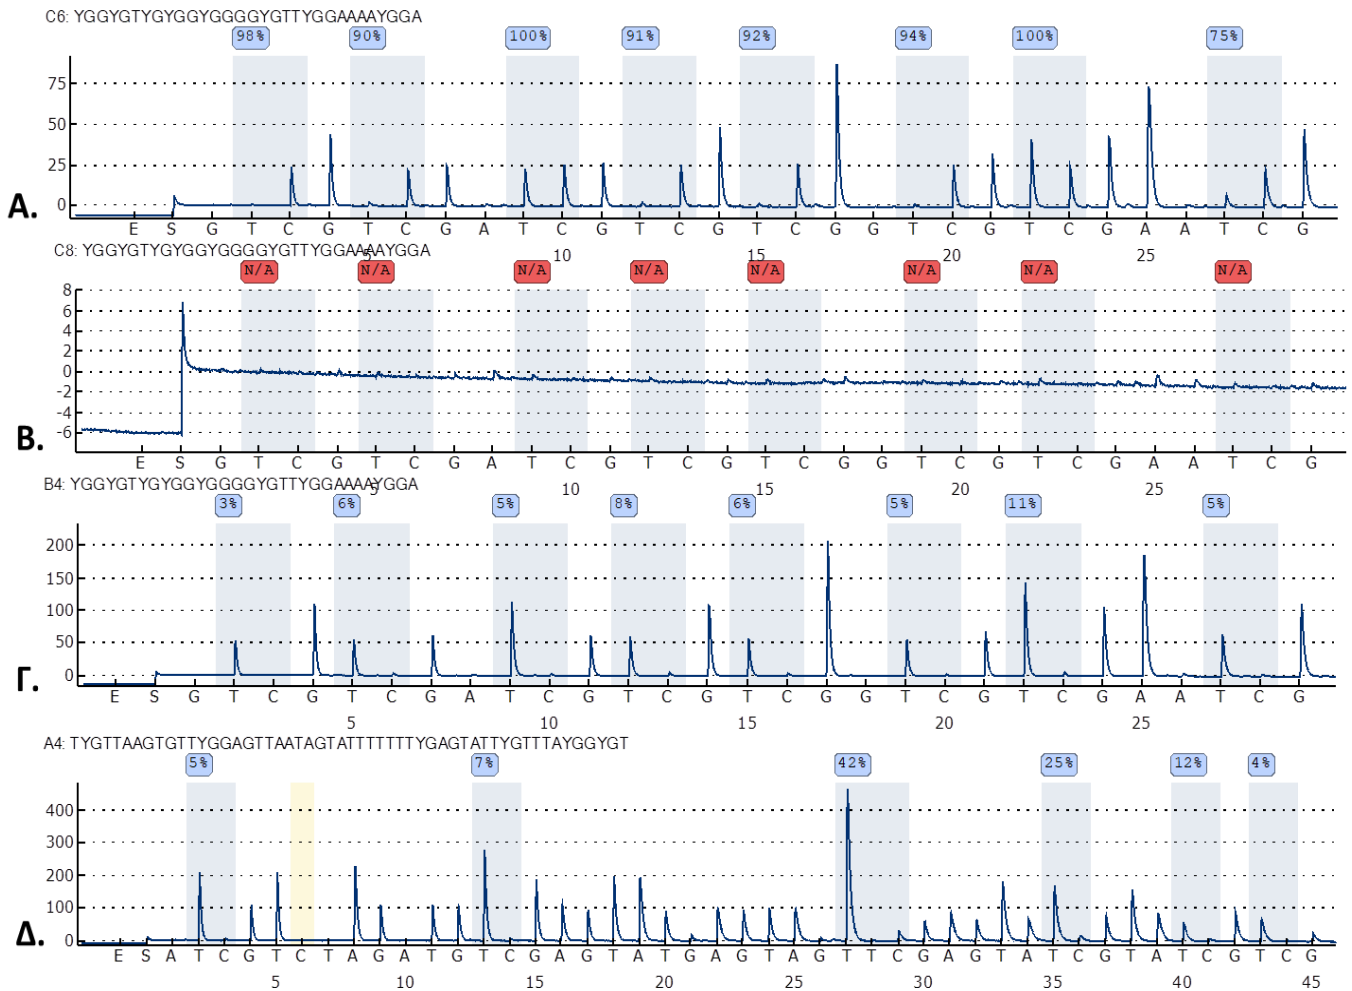 C6: YGGYGTYGYGGYGGGGYGTTYGGAAAAYGGA
98% 90% 100% 91% 92% 94% 100% 75%
75
50
25
0
Α.
E S G T C G T C G A T C G T C G T C G G T C G T C G A A T C G
5 10 15 20 25
C8: YGGYGTYGYGGYGGGGYGTTYGGAAAAYGGA
N/A N/A N/A N/A N/A N/A N/A N/A
8
6
4
2
0
-2
-4
-6
Β.
E S G T C G T C G A T C G T C G T C G G T C G T C G A A T C G
5 10 15 20 25
B4: YGGYGTYGYGGYGGGGYGTTYGGAAAAYGGA
3% 6% 5% 8% 6% 5% 11% 5%
200
150
100
50
0
Γ.
E S G T C G T C G A T C G T C G T C G G T C G T C G A A T C G
5 10 15 20 25
A4: TYGTTAAGTGTTYGGAGTTAATAGTATTTTTTTYGAGTATTYGTTTAYGGYGT
5% 7% 42% 25% 12% 4%
400
300
200
100
0
Δ.
E S A T C G T C T A G A T G T C G A G T A T G A G T A G T T C G A G T A T C G T A T C G T C G
5 10 15 20 25 30 35 40 45